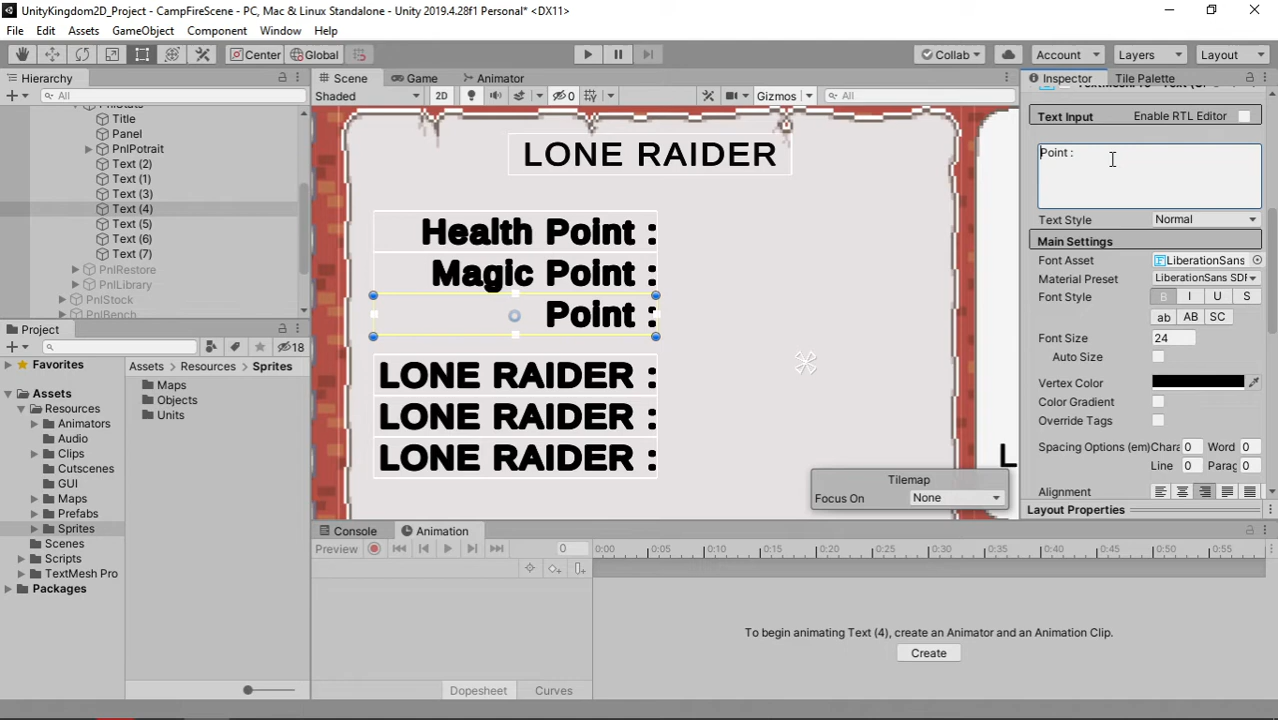 UnityKingdom2D_Project - CampFireScene - PC, Mac & Linux Standalone - Unity 2019.4.28f1 Personal* <DX11>
File Edit Assets GameObject Component Window Help
Center Global Collab Account Layers Layout
Hierarchy Scene Game Animator Inspector Tile Palette
All Shaded 2D 0 Gizmos All
Text Input Enable RTL Editor
Title
Panel
PnlPotrait
Text (2)
Text (1)
Text (3)
Text (4)
Text (5)
Text (6)
Text (7)
PnlRestore
PnlLibrary
PnlStock
LONE RAIDER
Health Point :
Magic Point :
Point :
LONE RAIDER :
LONE RAIDER :
LONE RAIDER :
L
Tilemap
Focus On None
Point :
Text Style Normal
Main Settings
Font Asset LiberationSans
Material Preset LiberationSans SDF
Font Style B I U S
ab AB SC
Font Size 24
Auto Size
Vertex Color
Color Gradient
Override Tags
Spacing Options (em) Chara 0 Word 0
Line 0 Parag 0
Alignment
Layout Properties
Project
18
Favorites
Assets
Resources
Animators
Audio
Clips
Cutscenes
GUI
Maps
Prefabs
Sprites
Scenes
Scripts
TextMesh Pro
Packages
Assets Resources Sprites
Maps
Objects
Units
Console Animation
Preview 0 0:00 0:05 0:10 0:15 0:20 0:25 0:30 0:35 0:40 0:45 0:50 0:55
To begin animating Text (4), create an Animator and an Animation Clip.
Create
Dopesheet Curves